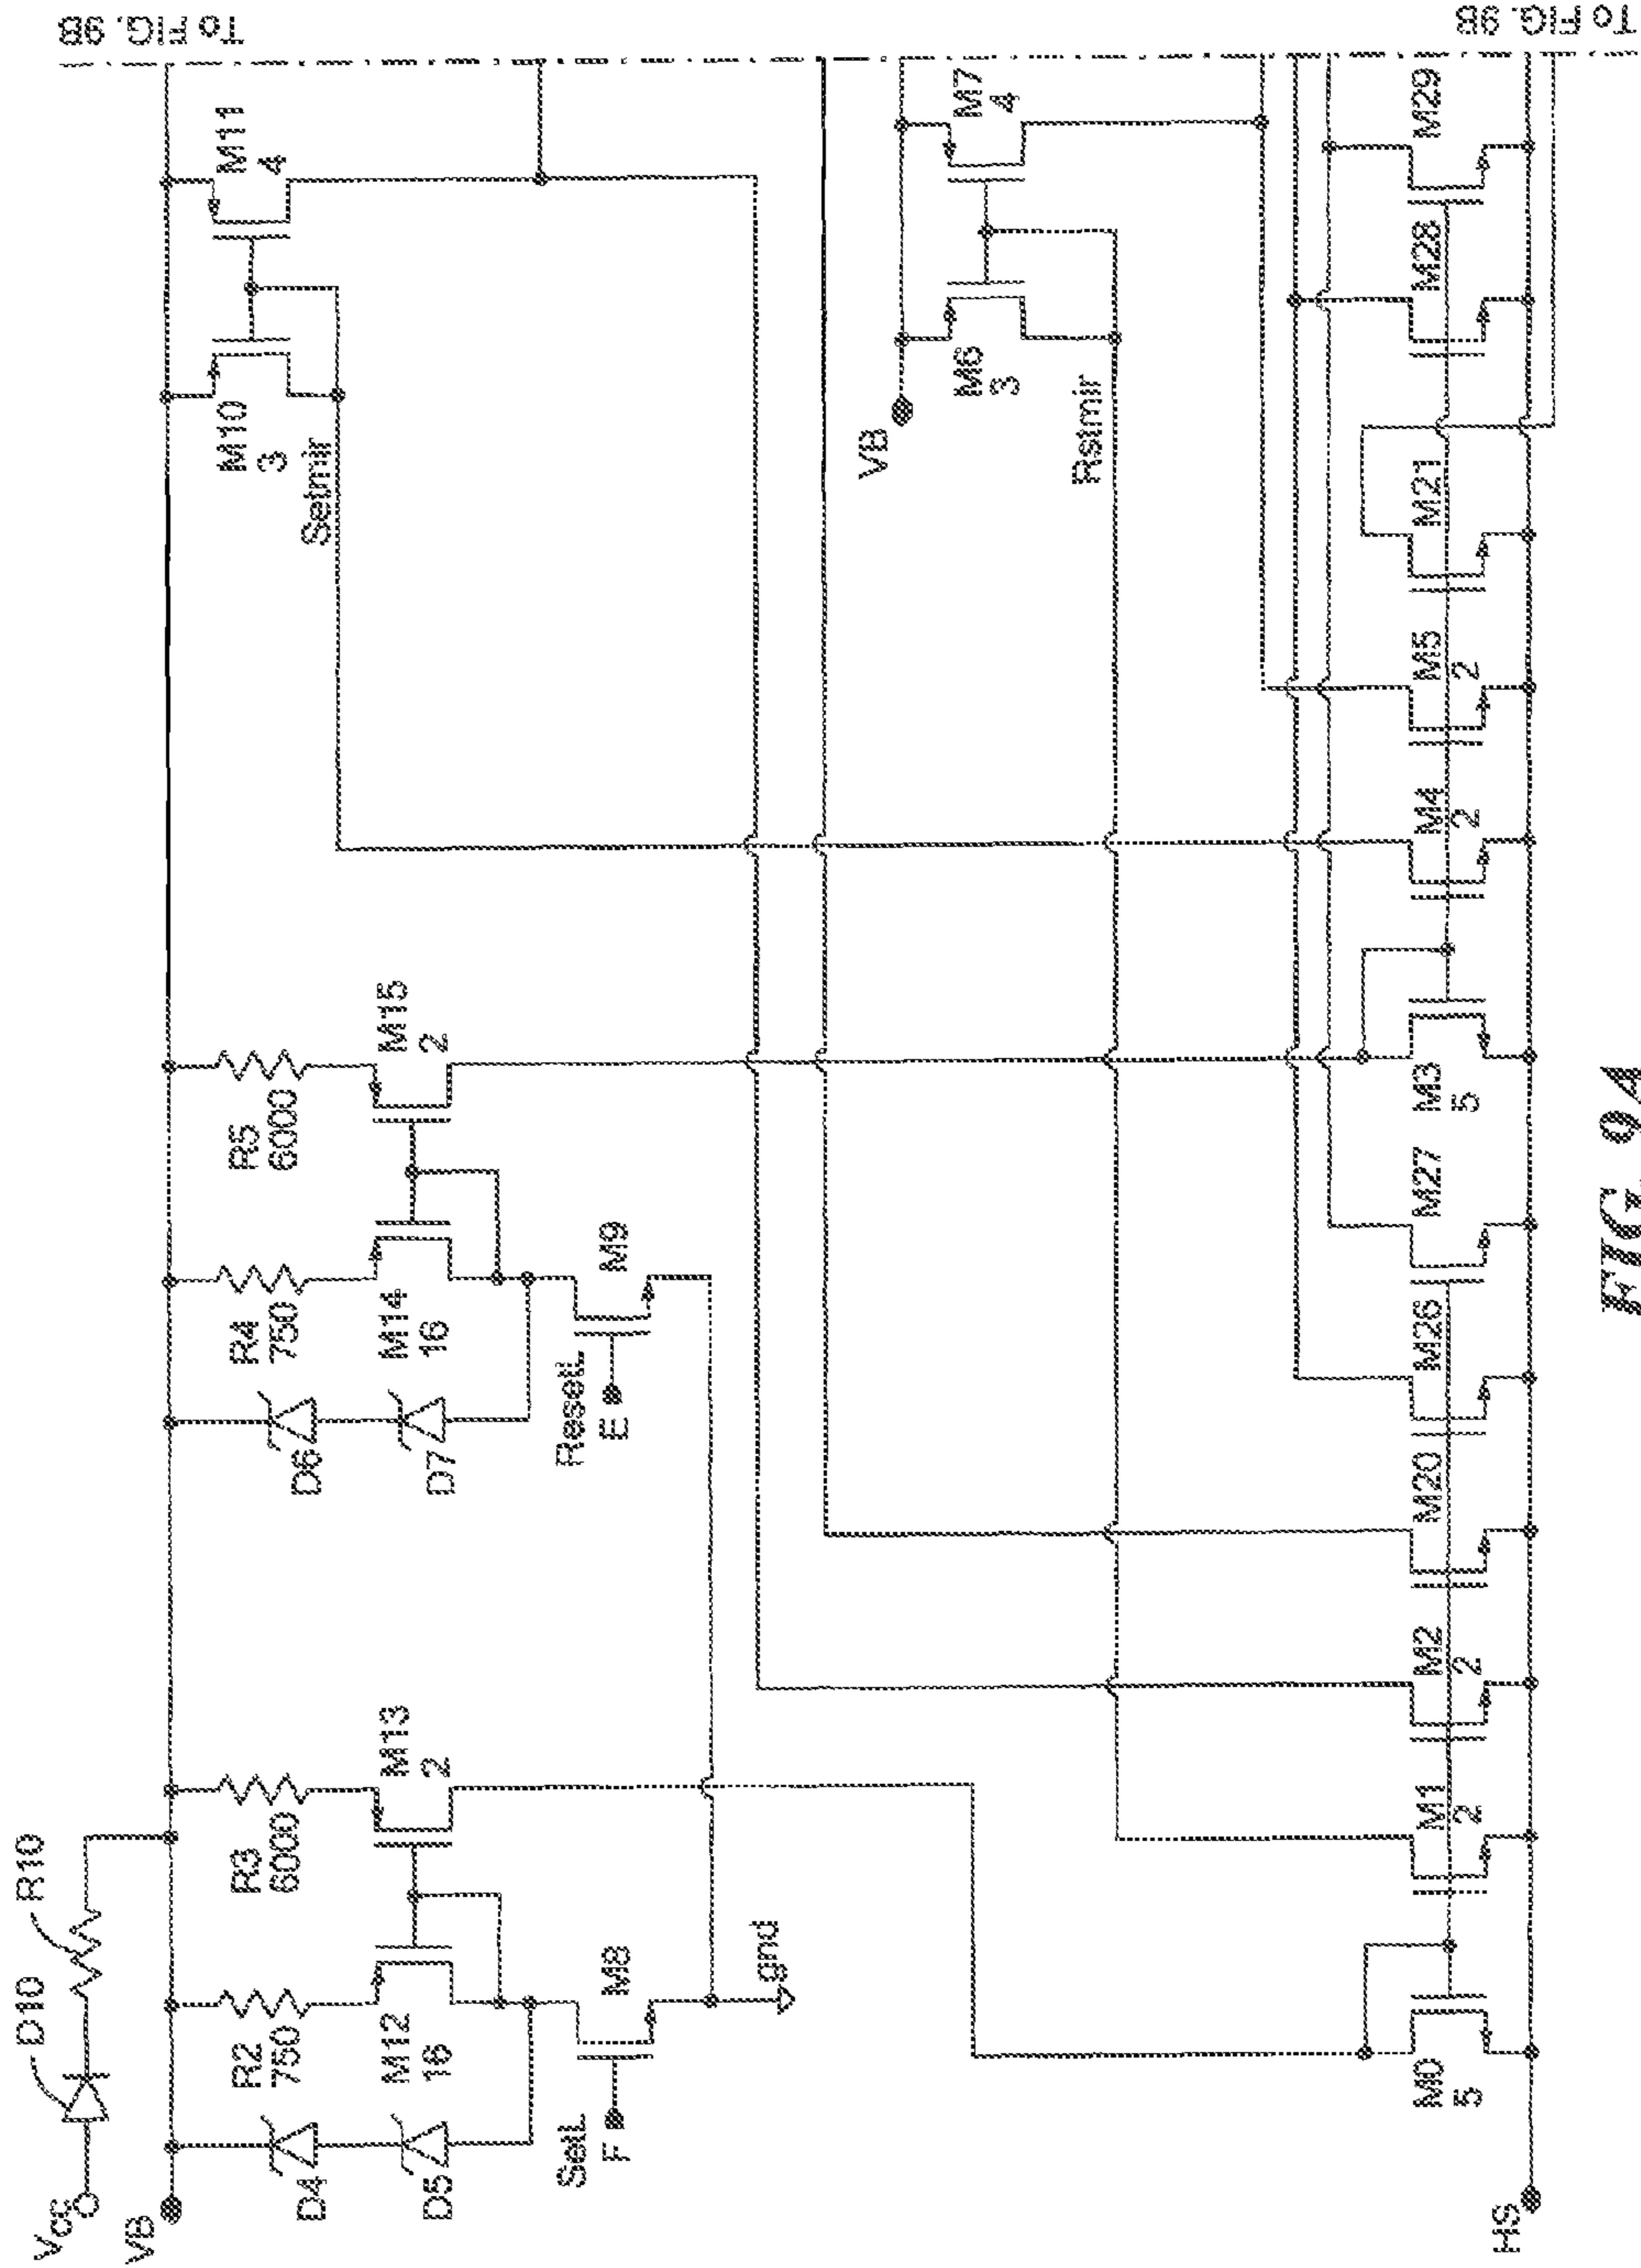 To FIG. 9B
To FIG. 9B
Vcc
D10
R10
VB
D4
D5
R2
750
M12
16
R3
6000
M13
2
SetL
F
M8
gnd
D6
D7
R4
750
M14
16
R5
6000
M15
2
ResetL
E
M9
M10
3
M11
4
Setmir
VB
M6
3
M7
4
Rstmir
HS
M0
5
M1
2
M2
2
M20
M26
M27
M3
5
M4
2
M5
2
M21
M28
M29
FIG. 9A